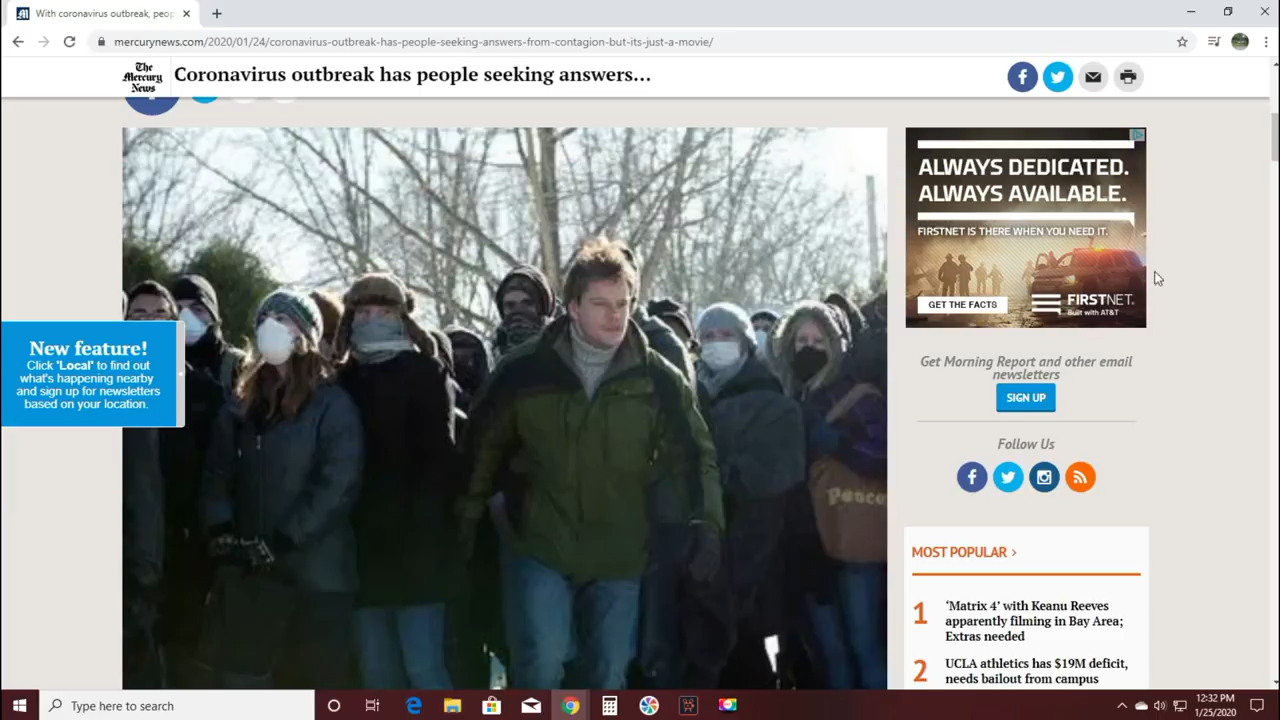 With coronavirus outbreak, peop
mercurynews.com/2020/01/24/coronavirus-outbreak-has-people-seeking-answers-from-contagion-but-its-just-a-movie/
The
Mercury
News
Coronavirus outbreak has people seeking answers...
ALWAYS DEDICATED.
ALWAYS AVAILABLE.
FIRSTNET IS THERE WHEN YOU NEED IT.
GET THE FACTS
FIRSTNET
Built with AT&T
New feature!
Click 'Local' to find out
what's happening nearby
and sign up for newsletters
based on your location.
Get Morning Report and other email
newsletters
SIGN UP
Follow Us
Peace
MOST POPULAR >
1
'Matrix 4' with Keanu Reeves
apparently filming in Bay Area;
Extras needed
2
UCLA athletics has $19M deficit,
needs bailout from campus
Type here to search
12:32 PM
1/25/2020